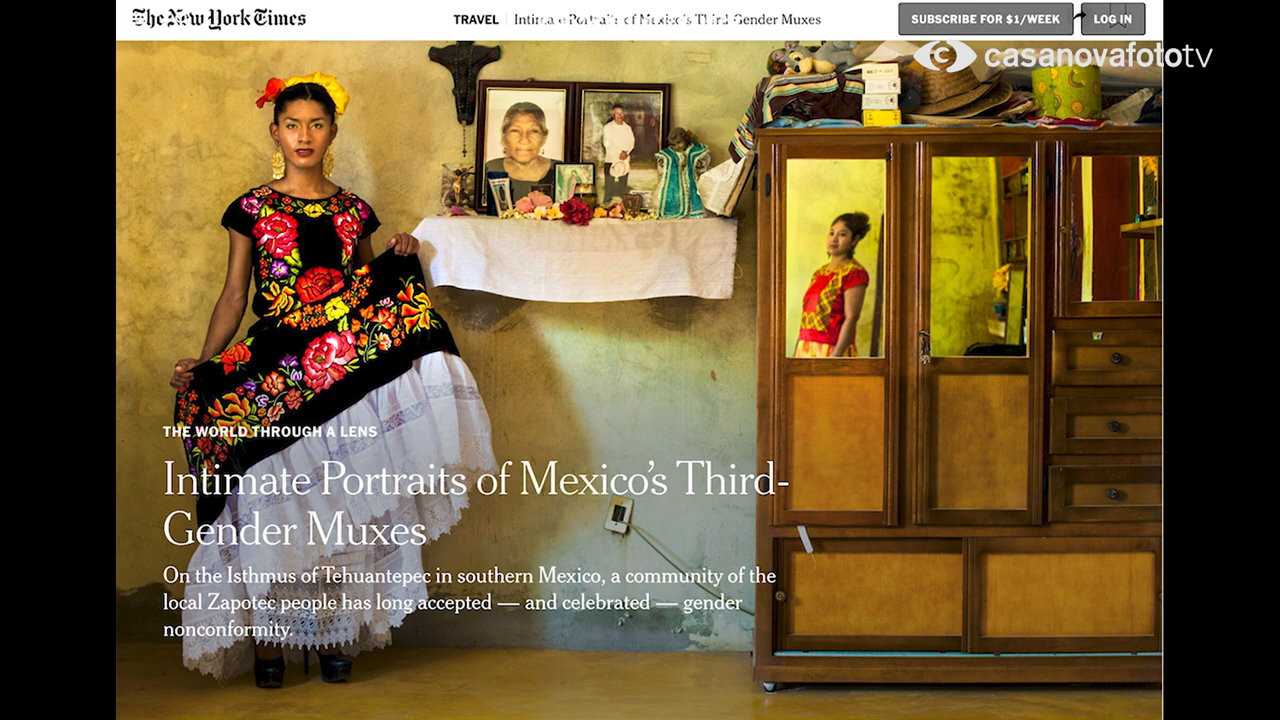 The New York Times
TRAVEL | Intimate Portraits of Mexico's Third-Gender Muxes
SUBSCRIBE FOR $1/WEEK
LOG IN
casanovafototv
THE WORLD THROUGH A LENS
Intimate Portraits of Mexico's Third-
Gender Muxes
On the Isthmus of Tehuantepec in southern Mexico, a community of the
local Zapotec people has long accepted — and celebrated — gender
nonconformity.